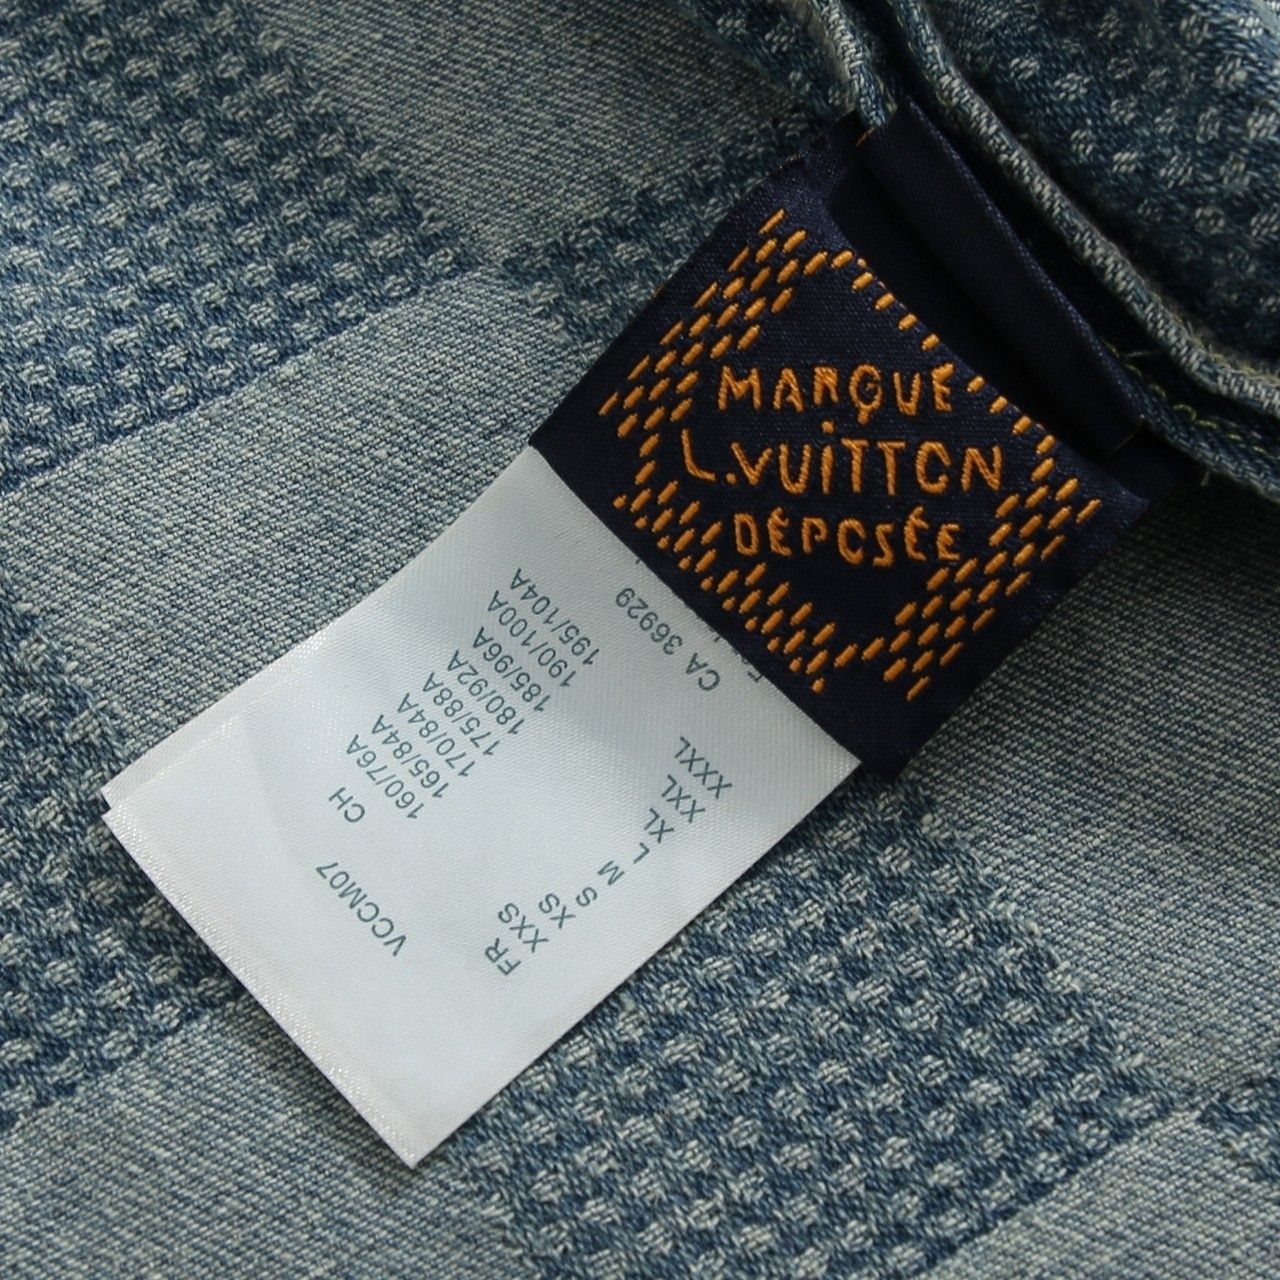 MARQUE
L.VUiTTON
DÉPOSÉE
CA 36929
FR CH
XXS 160/76A
XS 165/84A
S 170/84A
M 175/88A
L 180/92A
XL 185/96A
XXL 190/100A
XXXL 195/104A
VCCM07